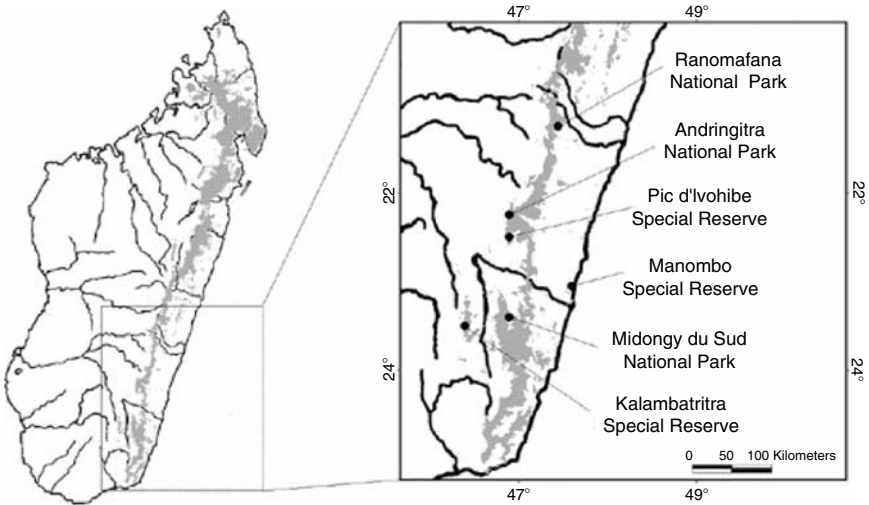 47°
49°
Ranomafana
National Park
Andringitra
National Park
22°
22°
Pic d'Ivohibe
Special Reserve
Manombo
Special Reserve
Midongy du Sud
National Park
24°
24°
Kalambatritra
Special Reserve
0 50 100 Kilometers
47°
49°